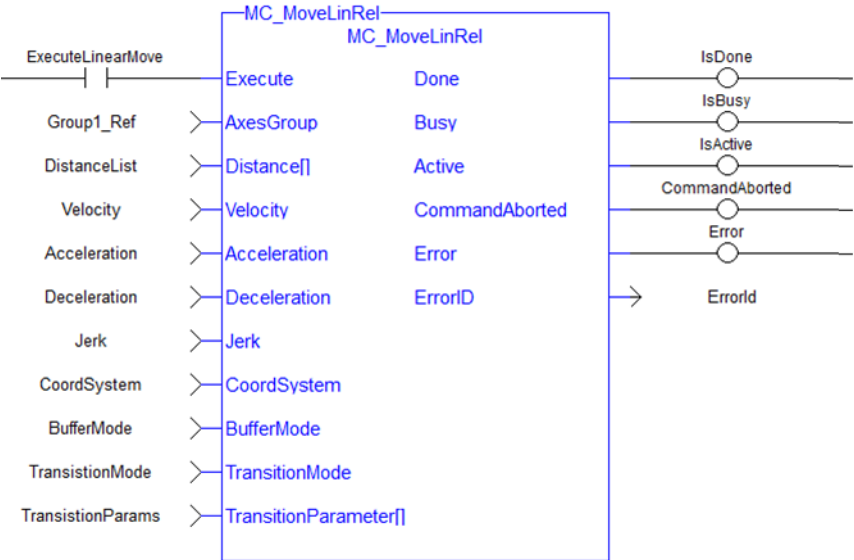 MC_MoveLinRel
MC_MoveLinRel
ExecuteLinearMove
Execute
Done
IsDone
Group1_Ref
AxesGroup
Busy
IsBusy
DistanceList
Distance[]
Active
IsActive
Velocity
Velocity
CommandAborted
CommandAborted
Acceleration
Acceleration
Error
Error
Deceleration
Deceleration
ErrorID
ErrorId
Jerk
Jerk
CoordSystem
CoordSystem
BufferMode
BufferMode
TransistionMode
TransitionMode
TransistionParams
TransitionParameter[]